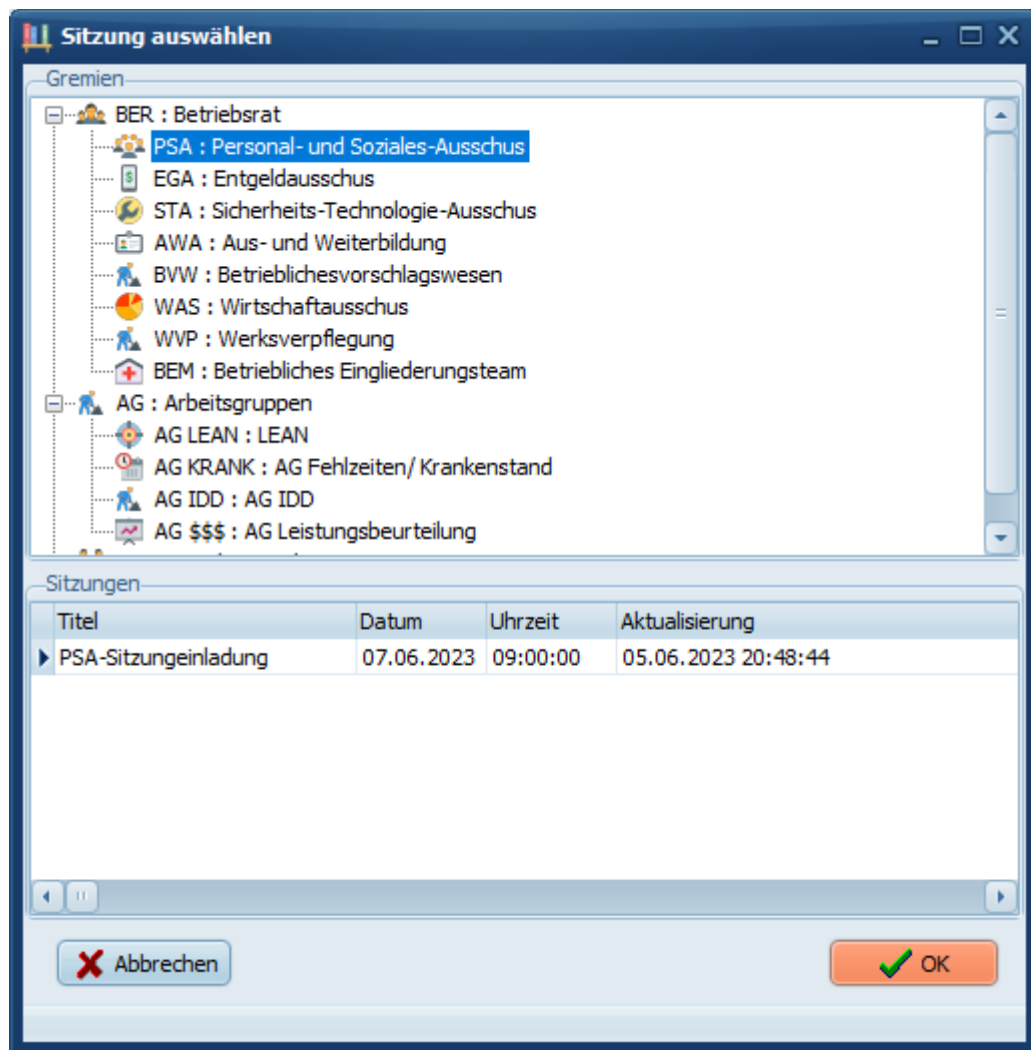 Sitzung auswählen
Gremien
BER : Betriebsrat
PSA : Personal- und Soziales-Ausschus
EGA : Entgeldausschus
STA : Sicherheits-Technologie-Ausschus
AWA : Aus- und Weiterbildung
BVW : Betrieblichesvorschlagswesen
WAS : Wirtschaftausschus
WVP : Werksverpflegung
BEM : Betriebliches Eingliederungsteam
AG : Arbeitsgruppen
AG LEAN : LEAN
AG KRANK : AG Fehlzeiten/ Krankenstand
AG IDD : AG IDD
AG $$$ : AG Leistungsbeurteilung
Sitzungen
Titel Datum Uhrzeit Aktualisierung
PSA-Sitzungeinladung 07.06.2023 09:00:00 05.06.2023 20:48:44
Abbrechen OK